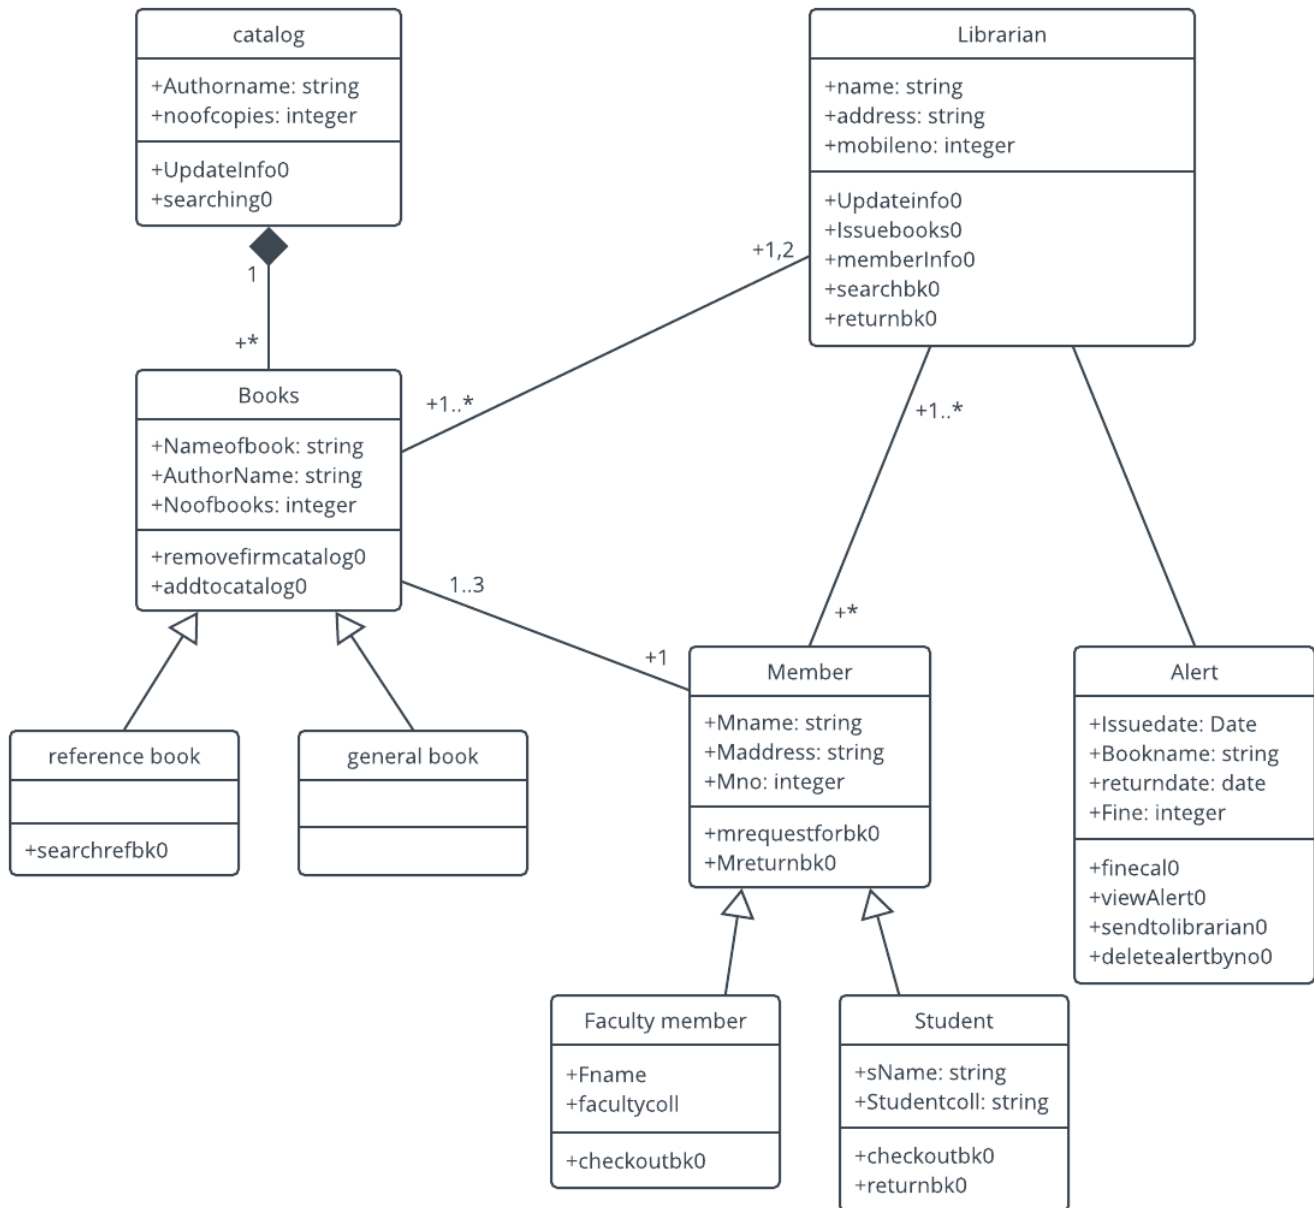 catalog
+Authorname: string
+noofcopies: integer
+UpdateInfo0
+searching0
1
+*
Librarian
+name: string
+address: string
+mobileno: integer
+Updateinfo0
+Issuebooks0
+memberInfo0
+searchbk0
+returnbk0
+1,2
+1..*
+1..*
+*
Books
+Nameofbook: string
+AuthorName: string
+Noofbooks: integer
+removefirmcatalog0
+addtocatalog0
1..3
+1
reference book
+searchrefbk0
general book
Member
+Mname: string
+Maddress: string
+Mno: integer
+mrequestforbk0
+Mreturnbk0
Alert
+Issuedate: Date
+Bookname: string
+returndate: date
+Fine: integer
+finecal0
+viewAlert0
+sendtolibrarian0
+deletealertbyno0
Faculty member
+Fname
+facultycoll
+checkoutbk0
Student
+sName: string
+Studentcoll: string
+checkoutbk0
+returnbk0